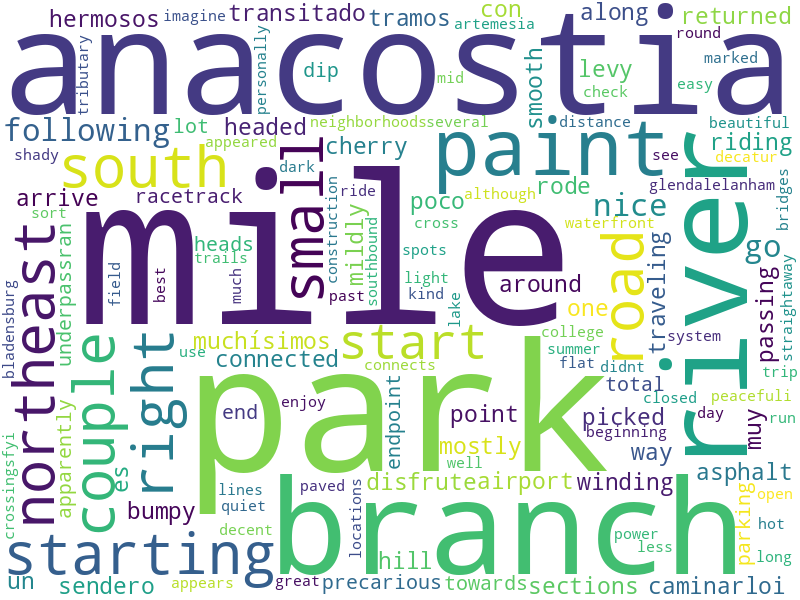 hermosos imagine transitado tramos con along returned
artemesia round
anacostia
tributary personally dip mid smooth levy check easy marked
following lot headed neighborhoodsseveral distance beautiful
appeared cherry paint riding
shady south dark small see decatur
arrive racetrack ride rode glendalelanham
sort poco although nice bridges
mile
cross waterfront
northeast heads trails construction mildly southbound spots road traveling go river
field best much past light kind around one passing straightaway
underpassran lake
bladensburg couple right muchísimos start college system
use connected connects summer flat didnt trip
total closed peacefuli
park
apparently es end enjoy endpoint point picked day muy run
mostly beginning way
crossingsfyi lines well disfrute airport winding asphalt
bumpy quiet paved locations parking open
decent branch hot
starting power less long
hill
un sendero appears great precarious towards sections caminarloi